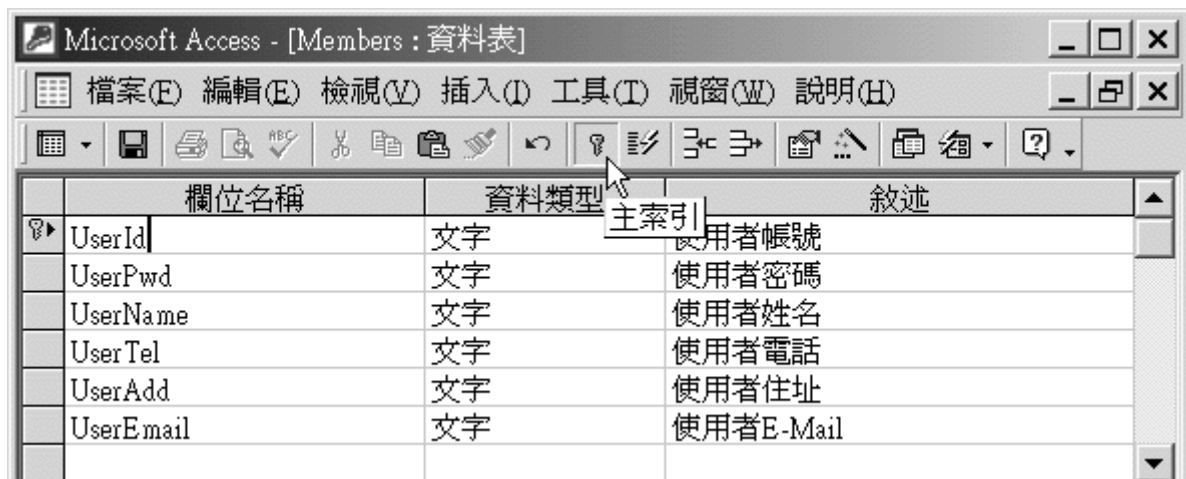 Microsoft Access - [Members : 資料表]
檔案(F) 編輯(E) 檢視(V) 插入(I) 工具(T) 視窗(W) 說明(H)
ABC
欄位名稱 資料類型 敘述
主索引
UserId 文字 使用者帳號
UserPwd 文字 使用者密碼
UserName 文字 使用者姓名
UserTel 文字 使用者電話
UserAdd 文字 使用者住址
UserEmail 文字 使用者E-Mail